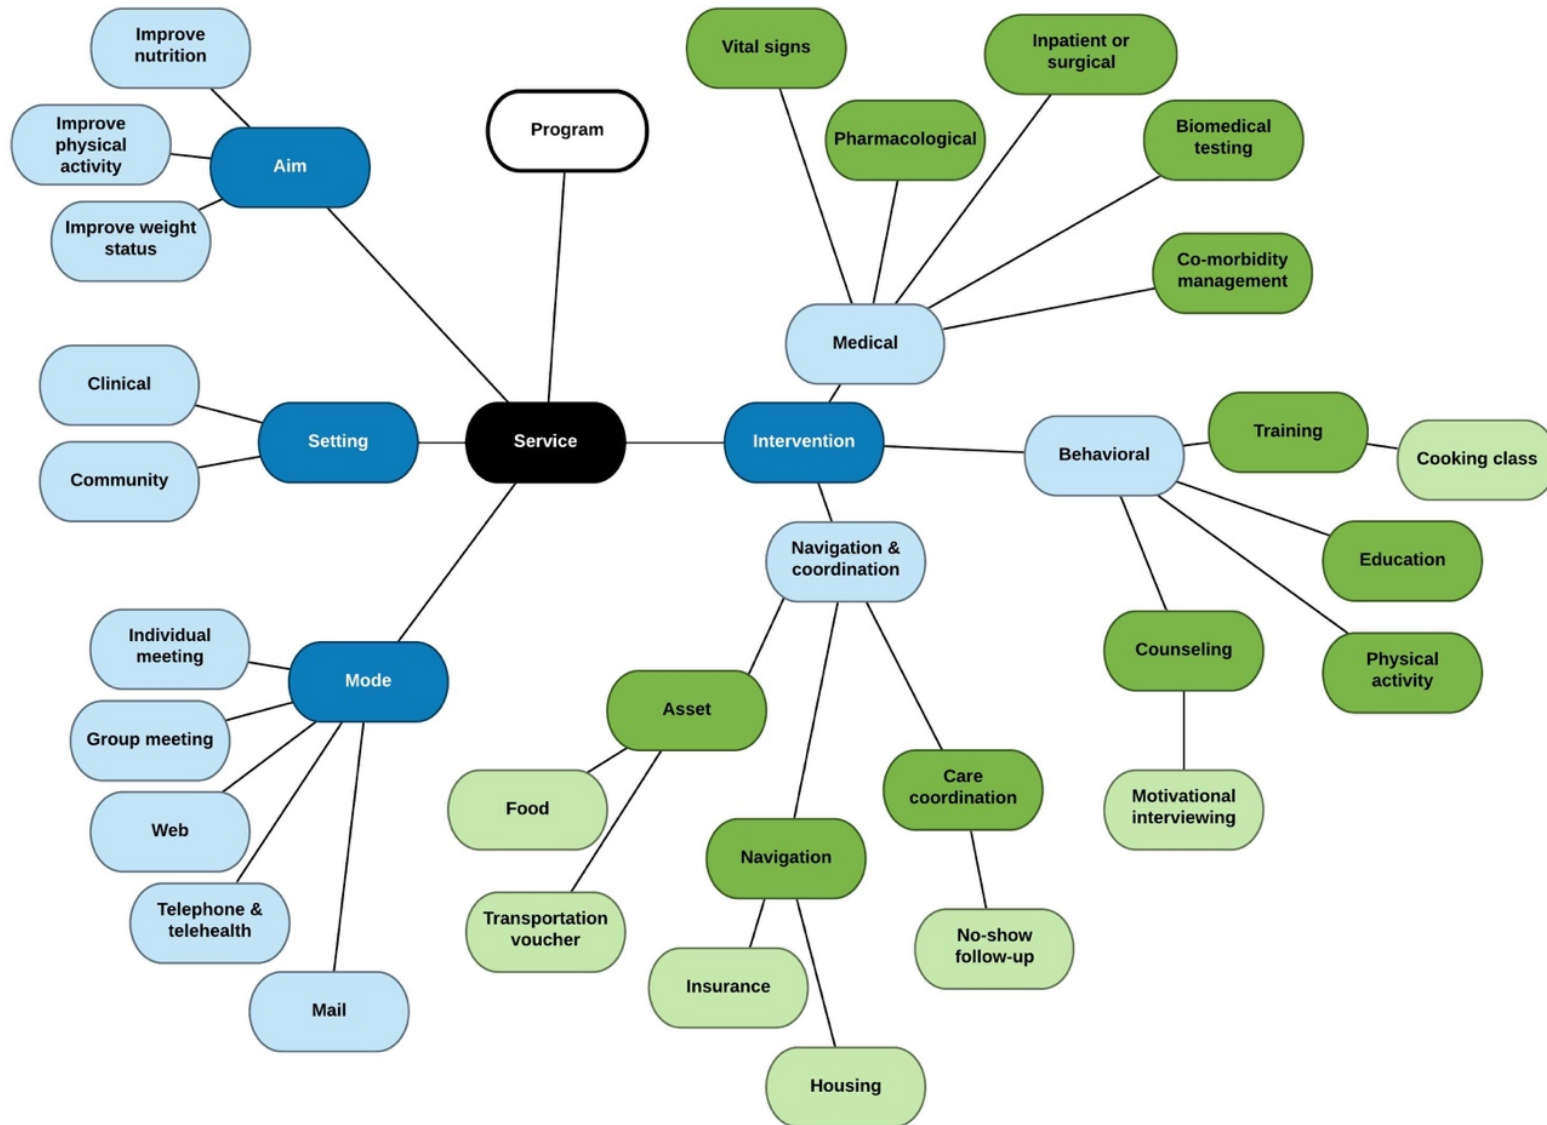 Improve
nutrition
Improve
physical
activity
Improve weight
status
Aim
Program
Vital signs
Inpatient or
surgical
Pharmacological
Biomedical
testing
Co-morbidity
management
Medical
Clinical
Community
Setting
Service
Intervention
Behavioral
Training
Cooking class
Education
Physical
activity
Counseling
Motivational
interviewing
Navigation &
coordination
Asset
Food
Transportation
voucher
Navigation
Insurance
Housing
Care
coordination
No-show
follow-up
Individual
meeting
Mode
Group meeting
Web
Telephone &
telehealth
Mail